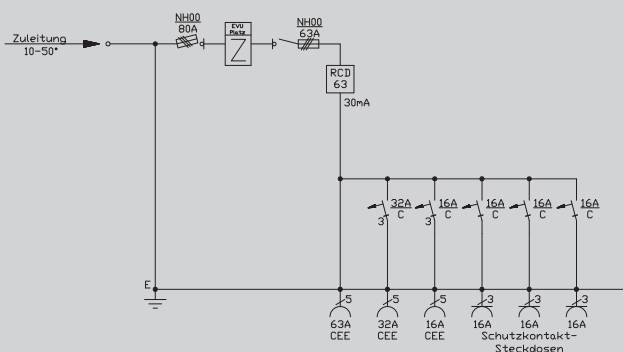 NH00
80A
EVU
Platz
Z
NH00
63A
Zuleitung
10-50°
RCD
63
30mA
32A
C
3
16A
C
3
16A
C
16A
C
16A
C
E
5
5
5
3
3
3
63A
CEE
32A
CEE
16A
CEE
16A
16A
16A
Schutzkontakt-
Steckdosen